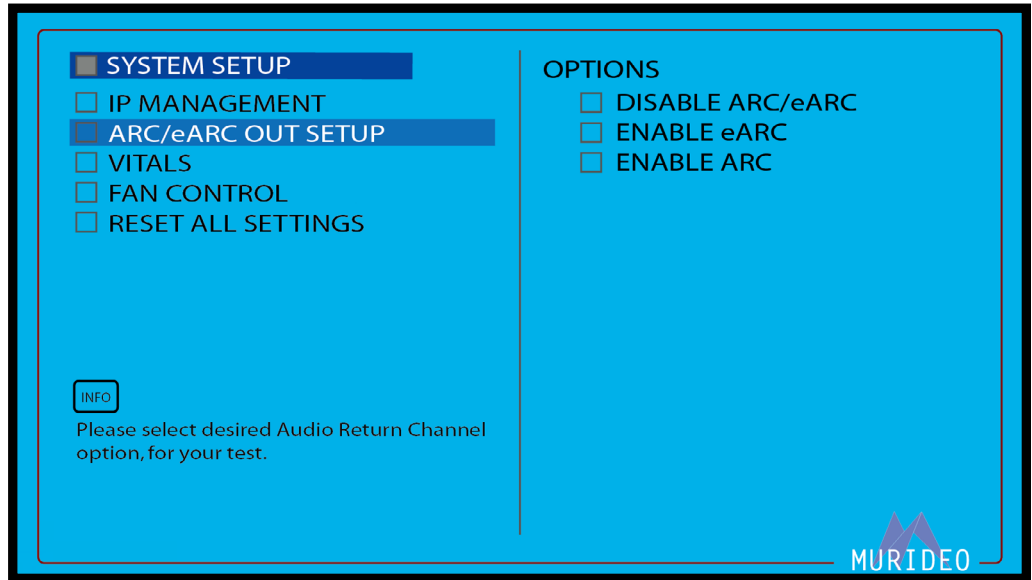 SYSTEM SETUP
IP MANAGEMENT
ARC/eARC OUT SETUP
VITALS
FAN CONTROL
RESET ALL SETTINGS
INFO
Please select desired Audio Return Channel
option, for your test.
OPTIONS
DISABLE ARC/eARC
ENABLE eARC
ENABLE ARC
MURIDEO